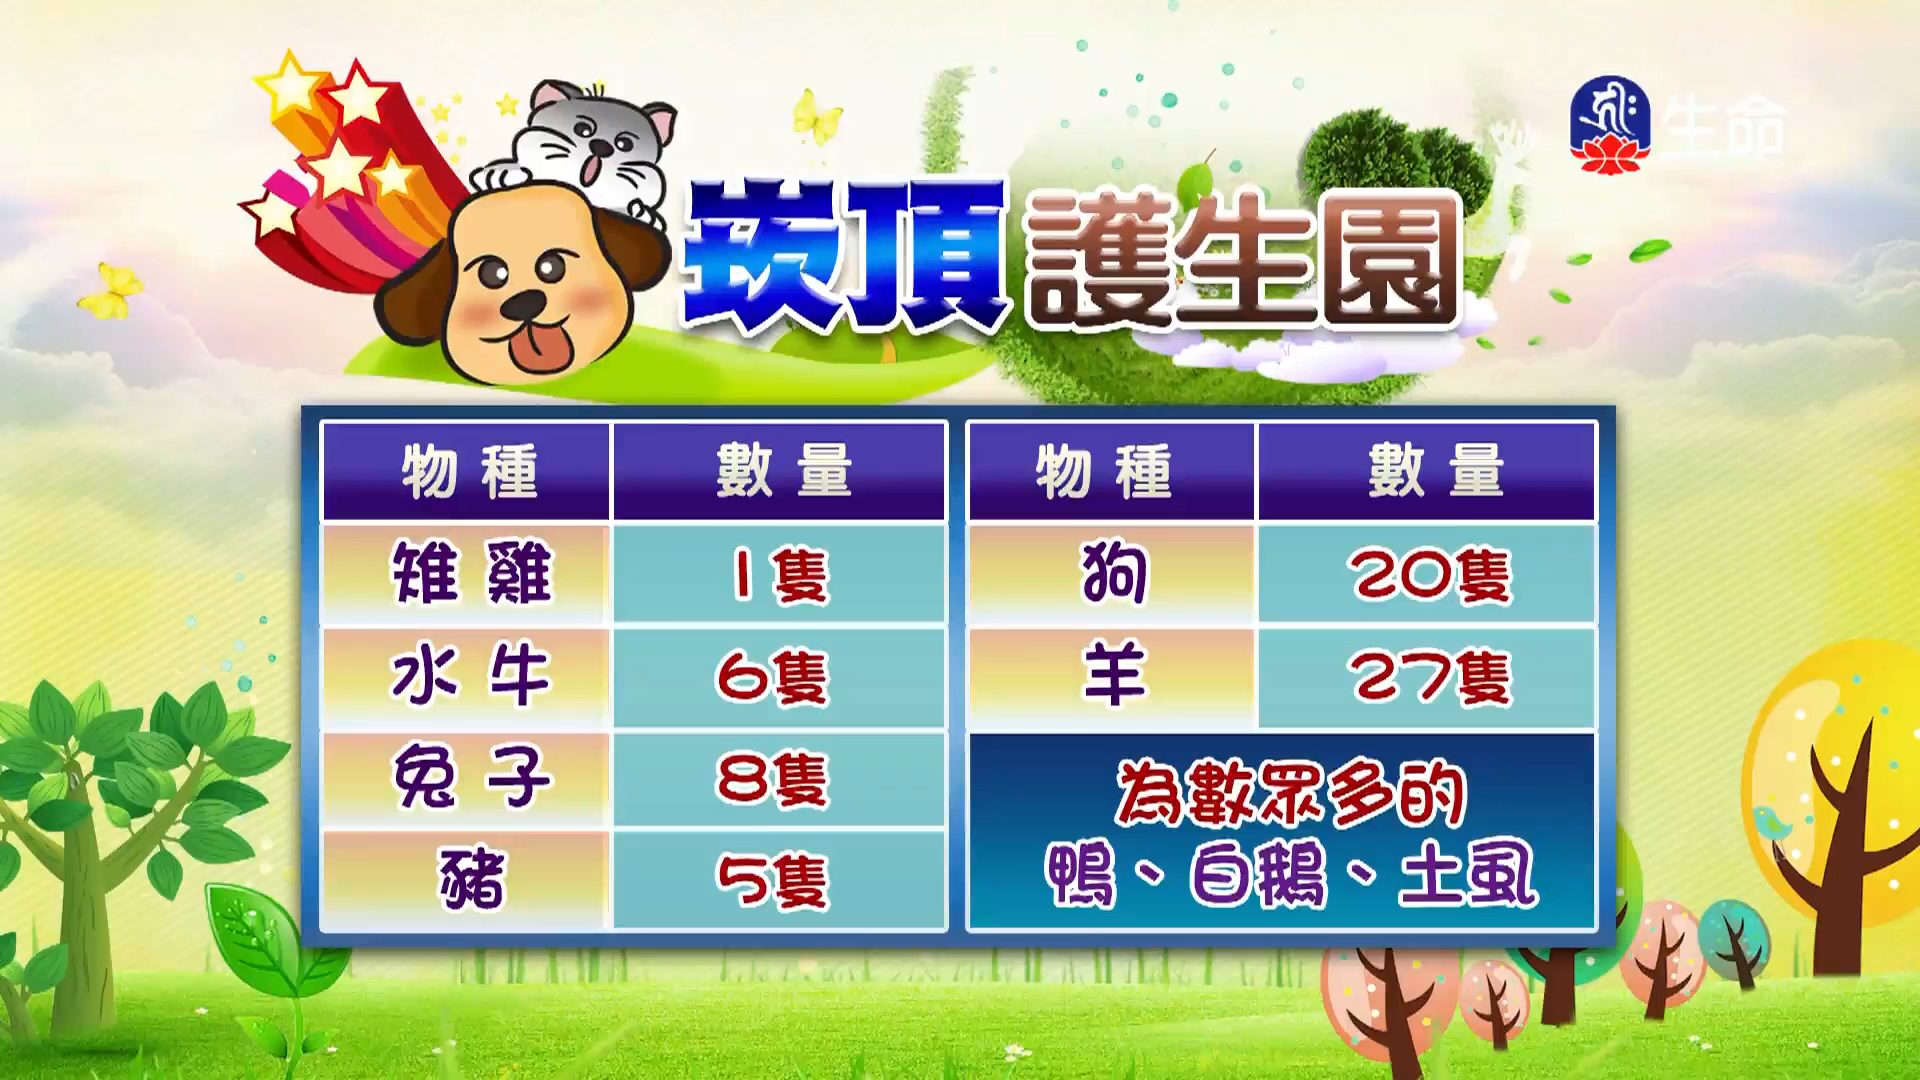 生命
崁頂護生園
物種 數量
雉雞 1隻
水牛 6隻
兔子 8隻
豬 5隻
物種 數量
狗 20隻
羊 27隻
為數眾多的
鴨、白鵝、土虱